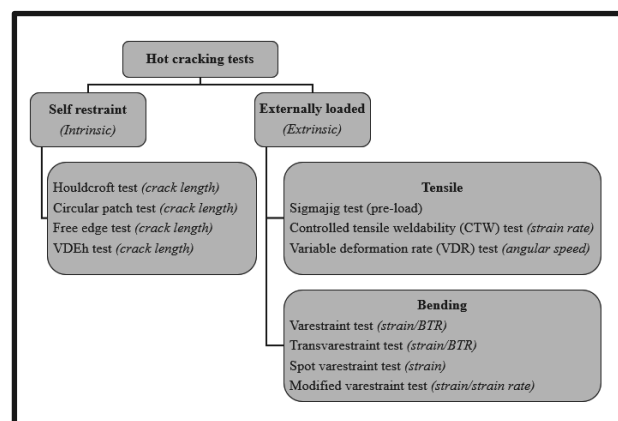 Hot cracking tests
Self restraint
(Intrinsic)
Externally loaded
(Extrinsic)
Houldcroft test (crack length)
Circular patch test (crack length)
Free edge test (crack length)
VDEh test (crack length)
Tensile
Sigmajig test (pre-load)
Controlled tensile weldability (CTW) test (strain rate)
Variable deformation rate (VDR) test (angular speed)
Bending
Varestraint test (strain/BTR)
Transvarestraint test (strain/BTR)
Spot varestraint test (strain)
Modified varestraint test (strain/strain rate)